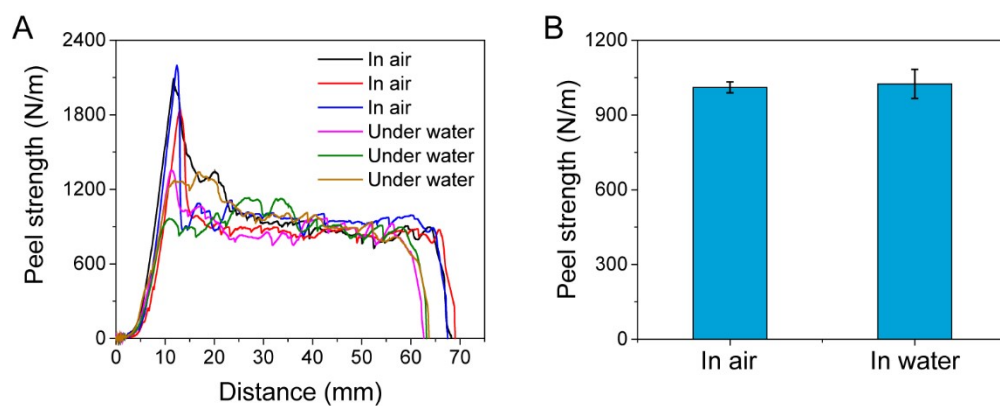 A
Peel strength (N/m)
2400
1800
1200
600
0
In air
In air
In air
Under water
Under water
Under water
0 10 20 30 40 50 60 70
Distance (mm)
B
Peel strength (N/m)
1200
900
600
300
0
In air In water